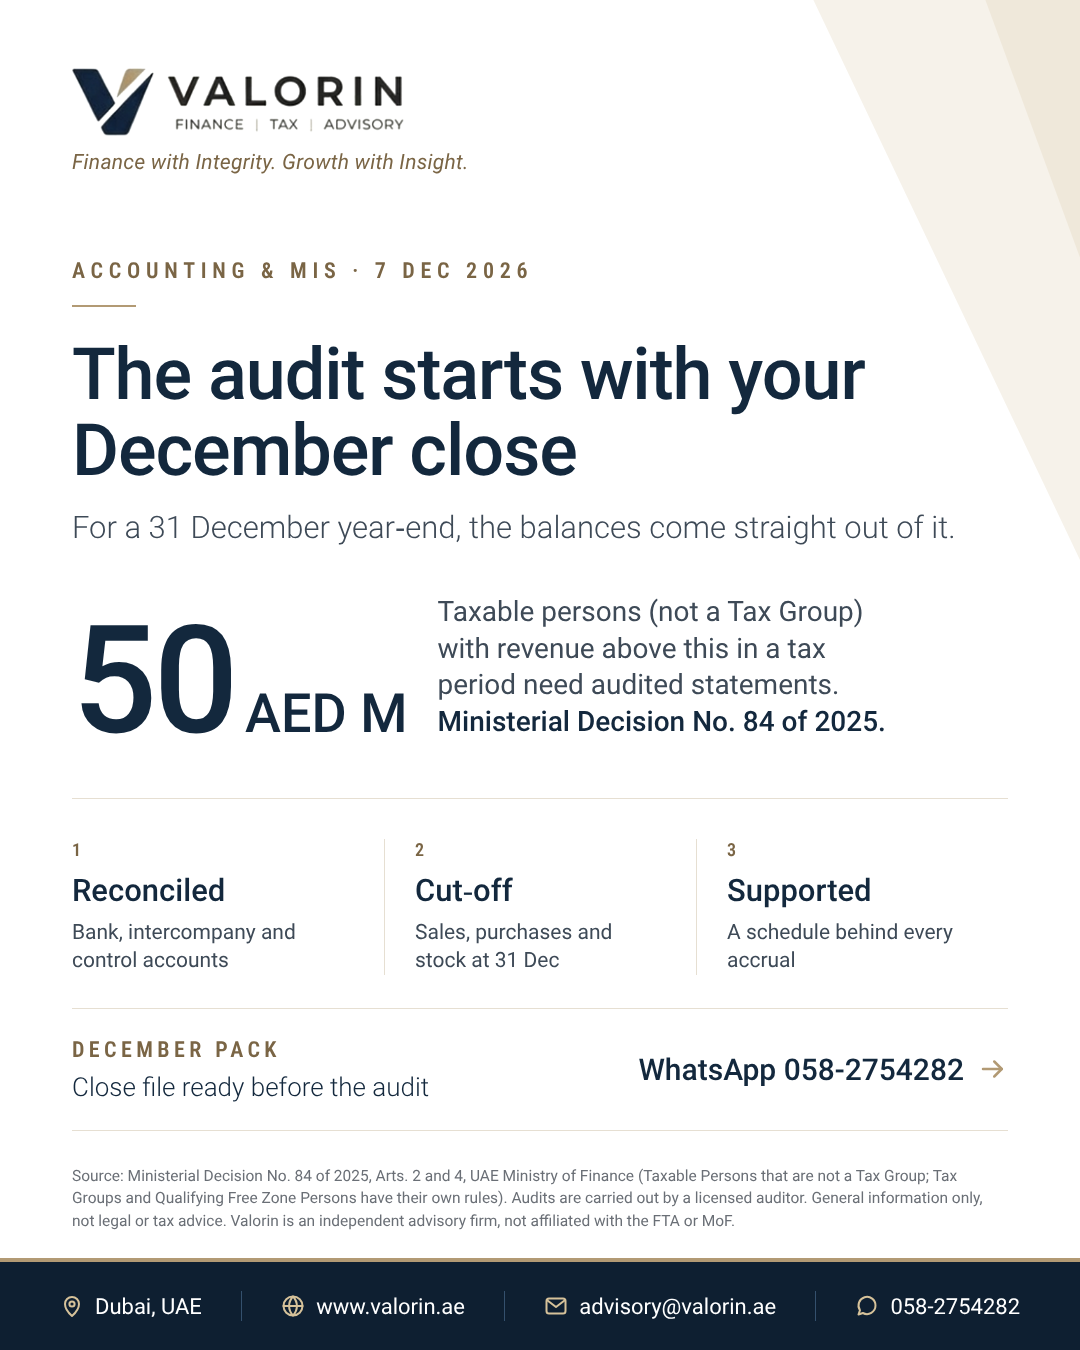 VALORIN
FINANCE | TAX | ADVISORY
Finance with Integrity. Growth with Insight.
ACCOUNTING & MIS · 7 DEC 2026
The audit starts with your
December close
For a 31 December year-end, the balances come straight out of it.
50 AED M
Taxable persons (not a Tax Group)
with revenue above this in a tax
period need audited statements.
Ministerial Decision No. 84 of 2025.
1
Reconciled
Bank, intercompany and
control accounts
2
Cut-off
Sales, purchases and
stock at 31 Dec
3
Supported
A schedule behind every
accrual
DECEMBER PACK
Close file ready before the audit
WhatsApp 058-2754282 →
Source: Ministerial Decision No. 84 of 2025, Arts. 2 and 4, UAE Ministry of Finance (Taxable Persons that are not a Tax Group; Tax
Groups and Qualifying Free Zone Persons have their own rules). Audits are carried out by a licensed auditor. General information only,
not legal or tax advice. Valorin is an independent advisory firm, not affiliated with the FTA or MoF.
Dubai, UAE
www.valorin.ae
advisory@valorin.ae
058-2754282